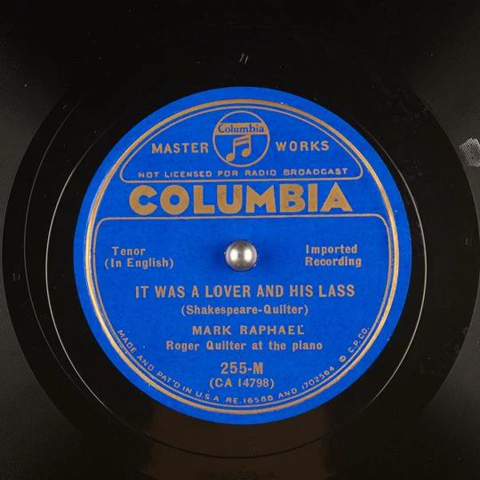 Columbia
MASTER WORKS
NOT LICENSED FOR RADIO BROADCAST
COLUMBIA
Tenor
(In English)
Imported
Recording
IT WAS A LOVER AND HIS LASS
(Shakespeare-Quilter)
MARK RAPHAEL
Roger Quilter at the piano
255-M
(CA 14798)
MADE AND PAT'D IN U.S.A. RE. 16588 AND 1702564 © C.P.CO.